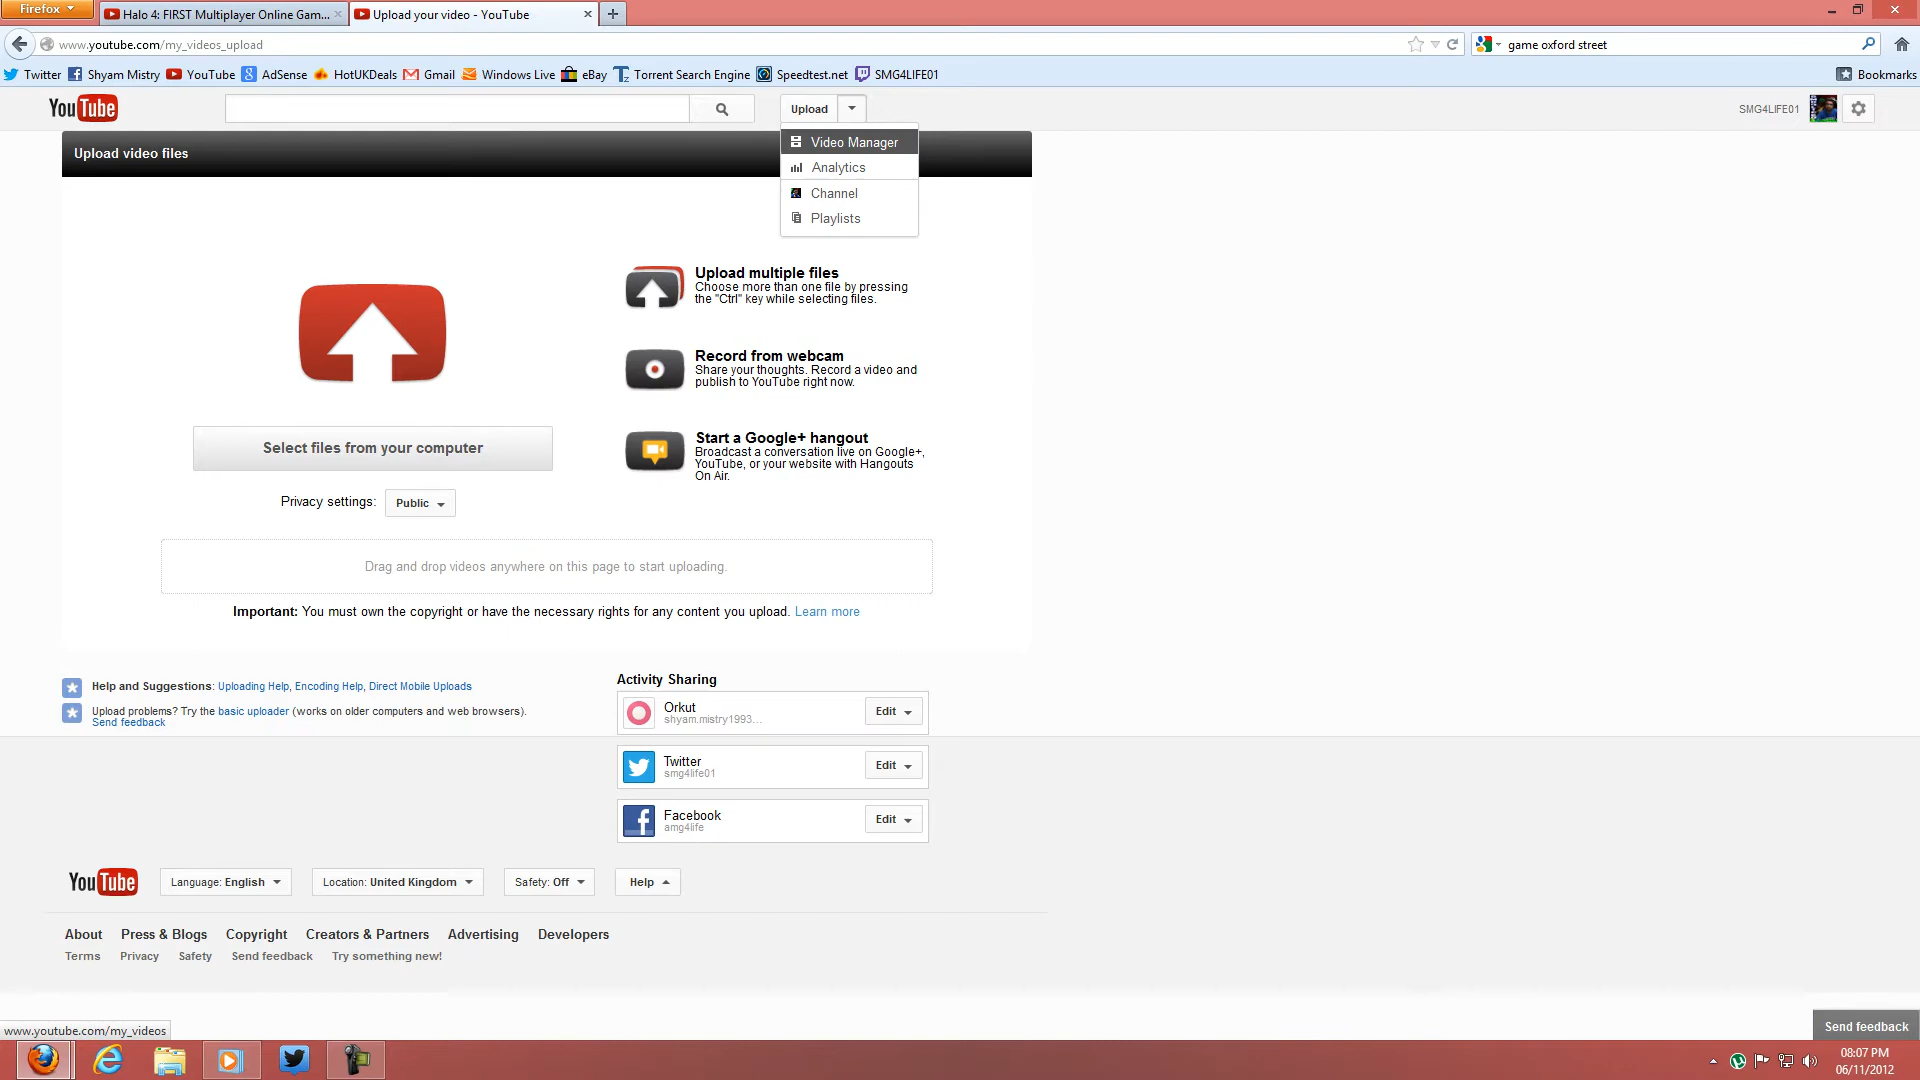 Firefox
Halo 4: FIRST Multiplayer Online Gam...
Upload your video - YouTube
www.youtube.com/my_videos_upload
game oxford street
Twitter
Shyam Mistry
YouTube
AdSense
HotUKDeals
Gmail
Windows Live
eBay
Torrent Search Engine
Speedtest.net
SMG4LIFE01
Bookmarks
YouTube
Upload
SMG4LIFE01
Video Manager
Analytics
Channel
Playlists
Upload video files
Upload multiple files
Choose more than one file by pressing
the "Ctrl" key while selecting files.
Record from webcam
Share your thoughts. Record a video and
publish to YouTube right now.
Start a Google+ hangout
Broadcast a conversation live on Google+,
YouTube, or your website with Hangouts
On Air.
Select files from your computer
Privacy settings: Public
Drag and drop videos anywhere on this page to start uploading.
Important: You must own the copyright or have the necessary rights for any content you upload. Learn more
Help and Suggestions: Uploading Help, Encoding Help, Direct Mobile Uploads
Upload problems? Try the basic uploader (works on older computers and web browsers).
Send feedback
Activity Sharing
Orkut
shyam.mistry1993...
Edit
Twitter
smg4life01
Edit
Facebook
amg4life
Edit
YouTube
Language: English
Location: United Kingdom
Safety: Off
Help
About Press & Blogs Copyright Creators & Partners Advertising Developers
Terms Privacy Safety Send feedback Try something new!
www.youtube.com/my_videos
Send feedback
08:07 PM
06/11/2012